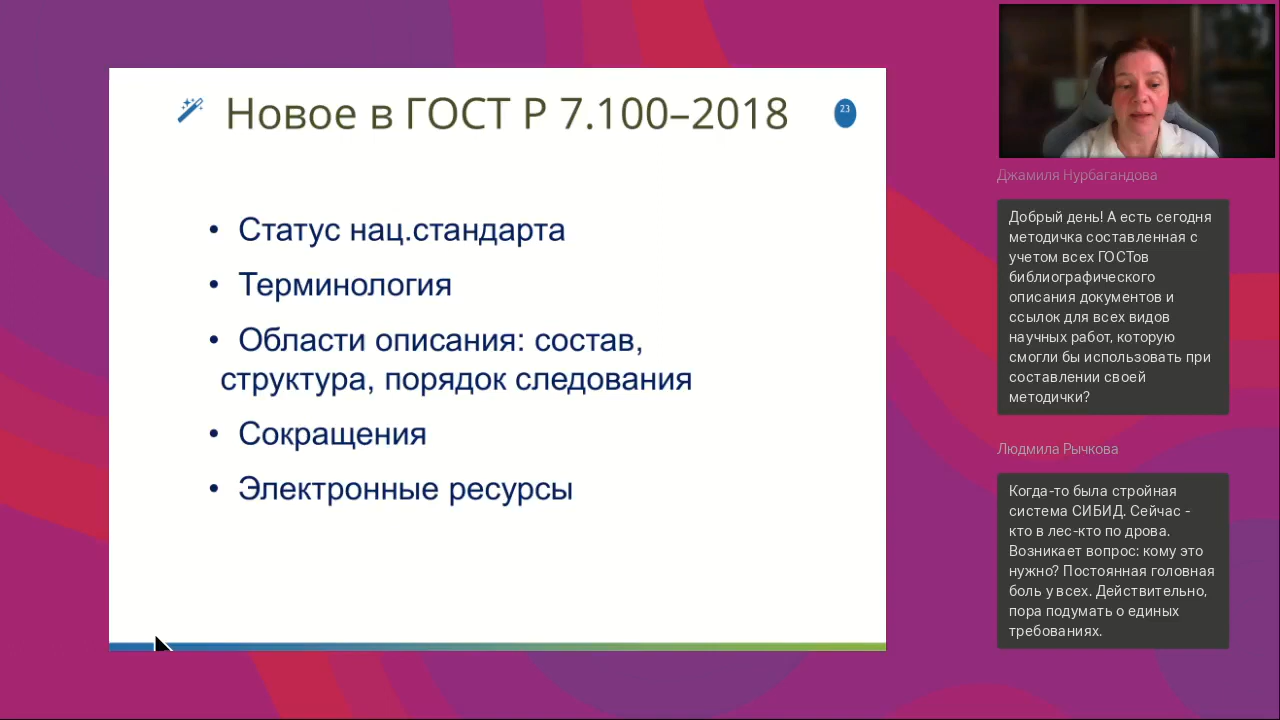 Новое в ГОСТ Р 7.100–2018
23
• Статус нац.стандарта
• Терминология
• Области описания: состав,
структура, порядок следования
• Сокращения
• Электронные ресурсы
Джамиля Нурбагандова
Добрый день! А есть сегодня
методичка составленная с
учетом всех ГОСТов
библиографического
описания документов и
ссылок для всех видов
научных работ, которую
смогли бы использовать при
составлении своей
методички?
Людмила Рычкова
Когда-то была стройная
система СИБИД. Сейчас -
кто в лес-кто по дрова.
Возникает вопрос: кому это
нужно? Постоянная головная
боль у всех. Действительно,
пора подумать о единых
требованиях.